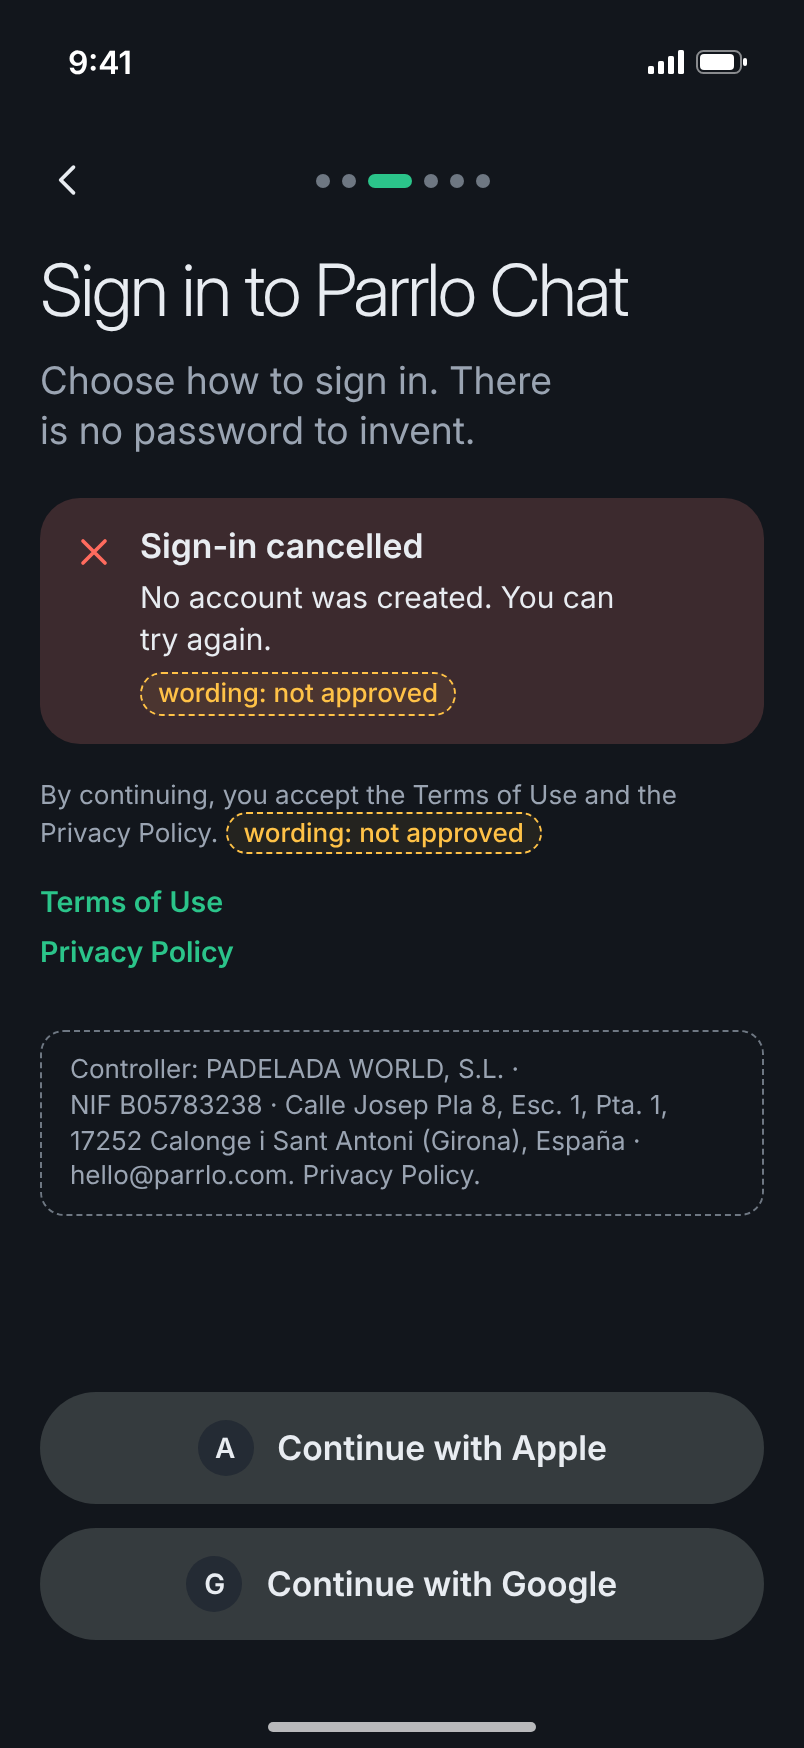 9:41
Sign in to Parrlo Chat
Choose how to sign in. There
is no password to invent.
Sign-in cancelled
No account was created. You can
try again.
wording: not approved
By continuing, you accept the Terms of Use and the
Privacy Policy. wording: not approved
Terms of Use
Privacy Policy
Controller: PADELADA WORLD, S.L. ·
NIF B05783238 · Calle Josep Pla 8, Esc. 1, Pta. 1,
17252 Calonge i Sant Antoni (Girona), España ·
hello@parrlo.com. Privacy Policy.
A Continue with Apple
G Continue with Google